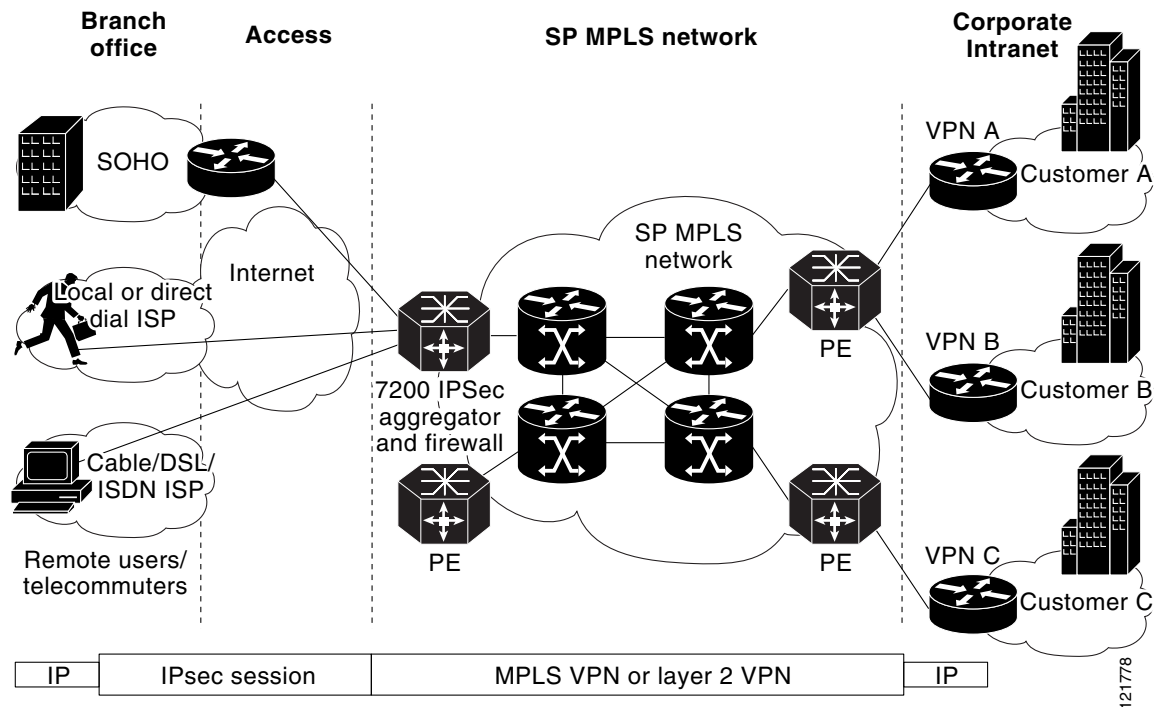 Branch
office
Access
SP MPLS network
Corporate
Intranet
SOHO
VPN A
Customer A
Internet
SP MPLS
network
Local or direct
dial ISP
PE
VPN B
Customer B
7200 IPSec
aggregator
and firewall
Cable/DSL/
ISDN ISP
Remote users/
telecommuters
PE
PE
VPN C
Customer C
IP
IPsec session
MPLS VPN or layer 2 VPN
IP
121778